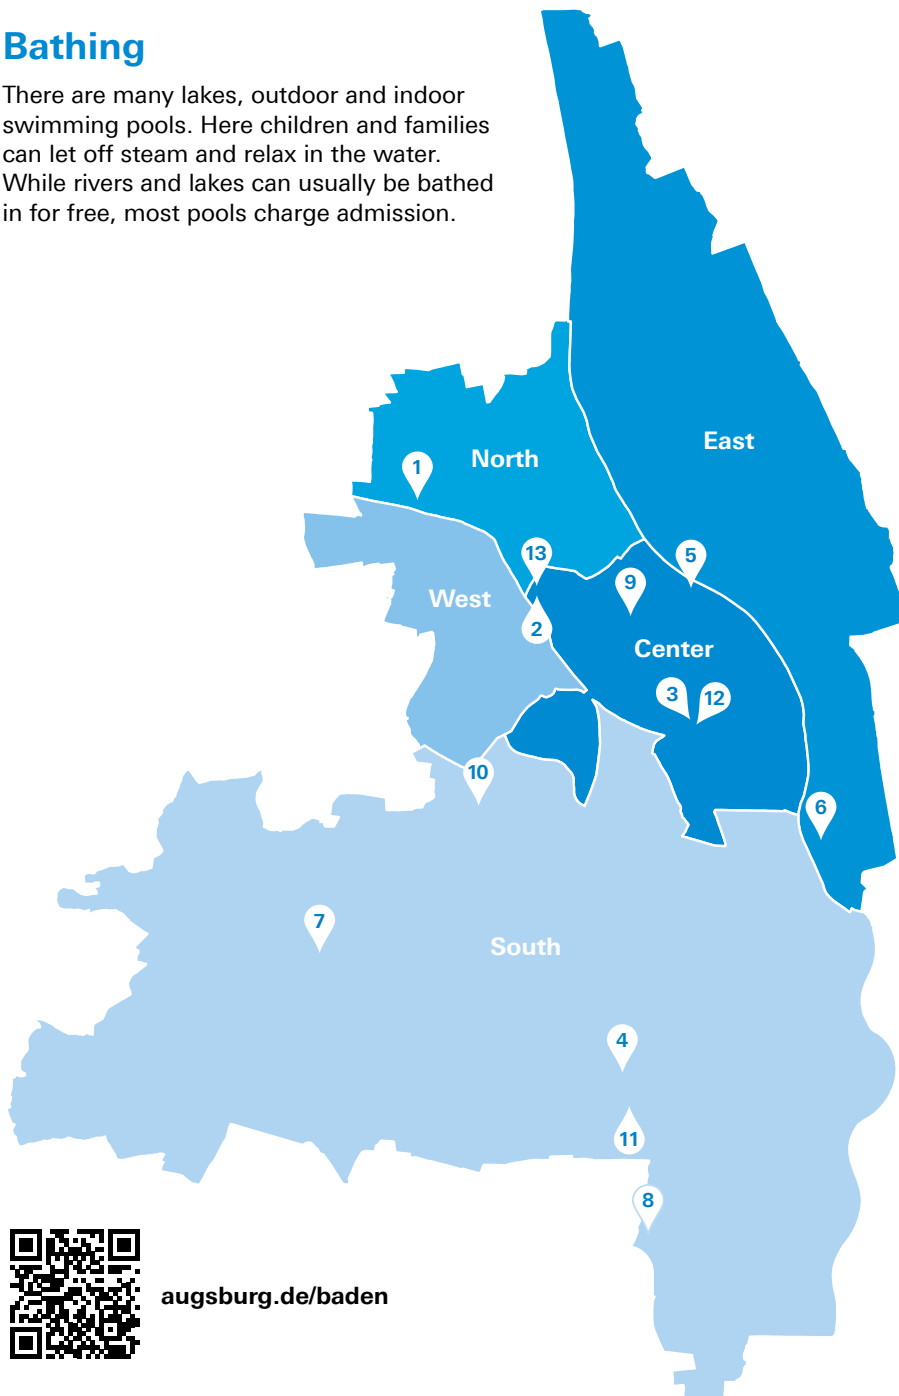 Bathing
There are many lakes, outdoor and indoor
swimming pools. Here children and families
can let off steam and relax in the water.
While rivers and lakes can usually be bathed
in for free, most pools charge admission.
East
North
1
13
5
9
West
2
Center
3
12
10
6
7
South
4
11
8
augsburg.de/baden